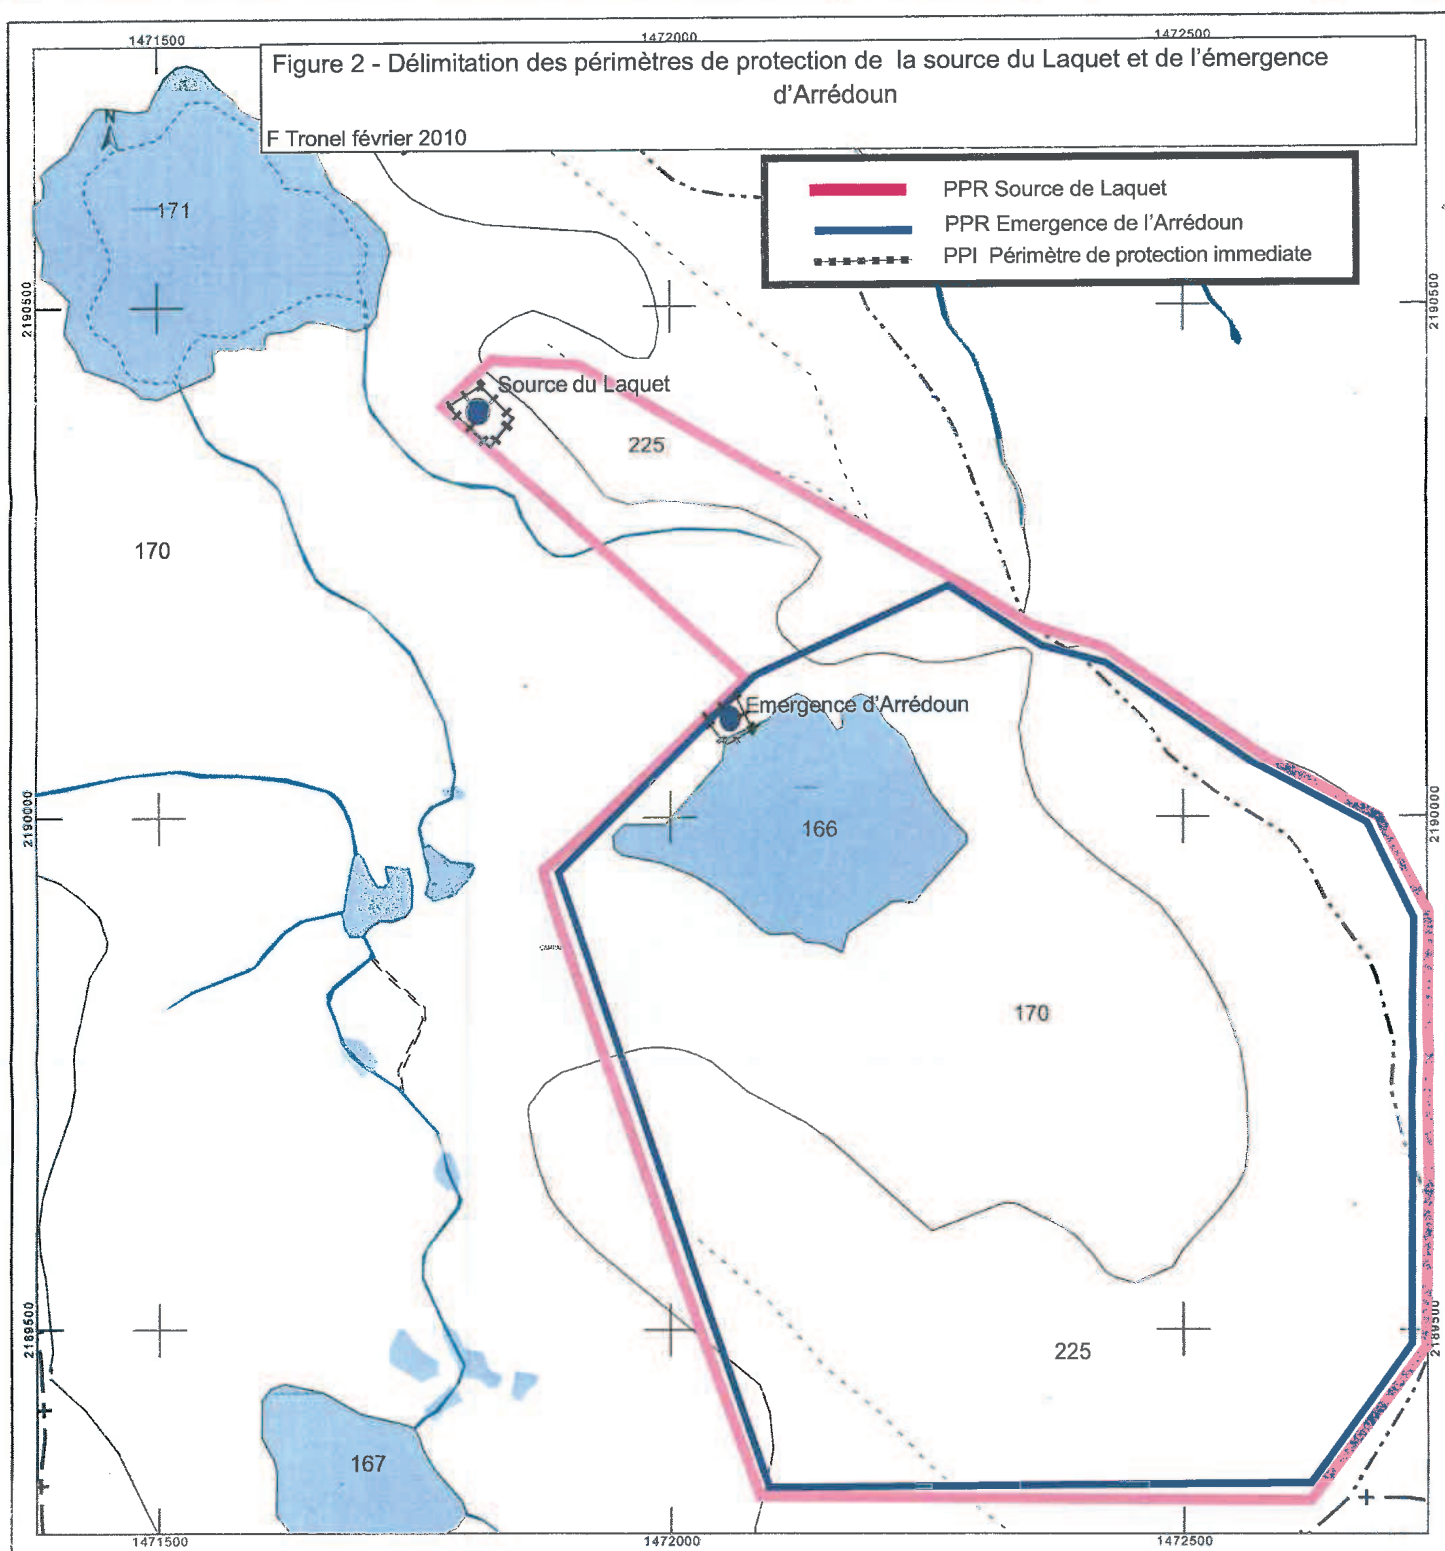 1471500
1472000
1472500
Figure 2 - Délimitation des périmètres de protection de la source du Laquet et de l'émergence
d'Arrédoun
F Tronel février 2010
N
PPR Source de Laquet
PPR Emergence de l'Arrédoun
PPI Périmètre de protection immediate
171
2190500
2190500
Source du Laquet
225
170
Emergence d'Arrédoun
2190000
2190000
166
170
2189500
2189500
225
167
1471500
1472000
1472500